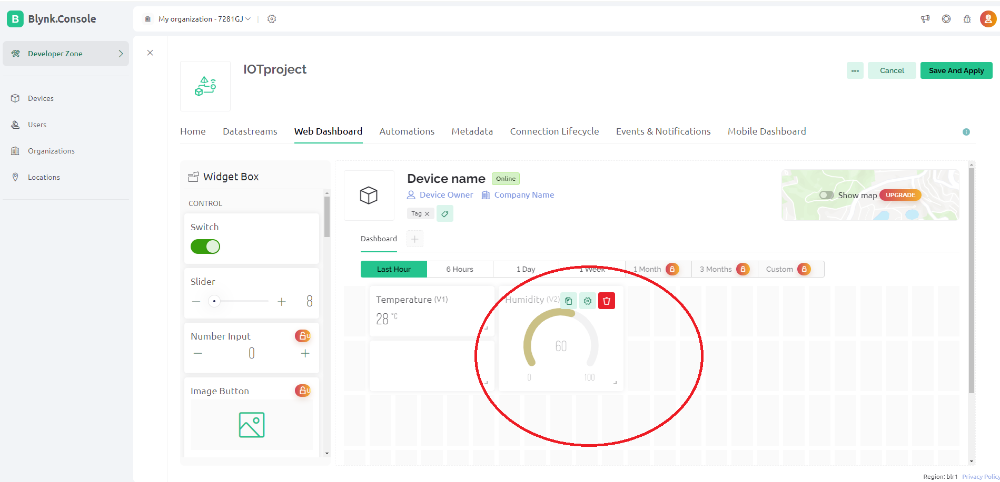 B Blynk.Console
My organization - 7281GJ
Developer Zone
Devices
Users
Organizations
Locations
IOTproject
Cancel
Save And Apply
Home Datastreams Web Dashboard Automations Metadata Connection Lifecycle Events & Notifications Mobile Dashboard
Widget Box
CONTROL
Switch
Slider
8
Number Input
U
0
Image Button
U
Device name Online
Device Owner Company Name
Tag
Show map UPGRADE
Dashboard
Last Hour 6 Hours 1 Day 1 Week 1 Month 3 Months Custom
Temperature (V1)
28 °C
Humidity (V2)
60
0 100
Region: blr1 Privacy Policy